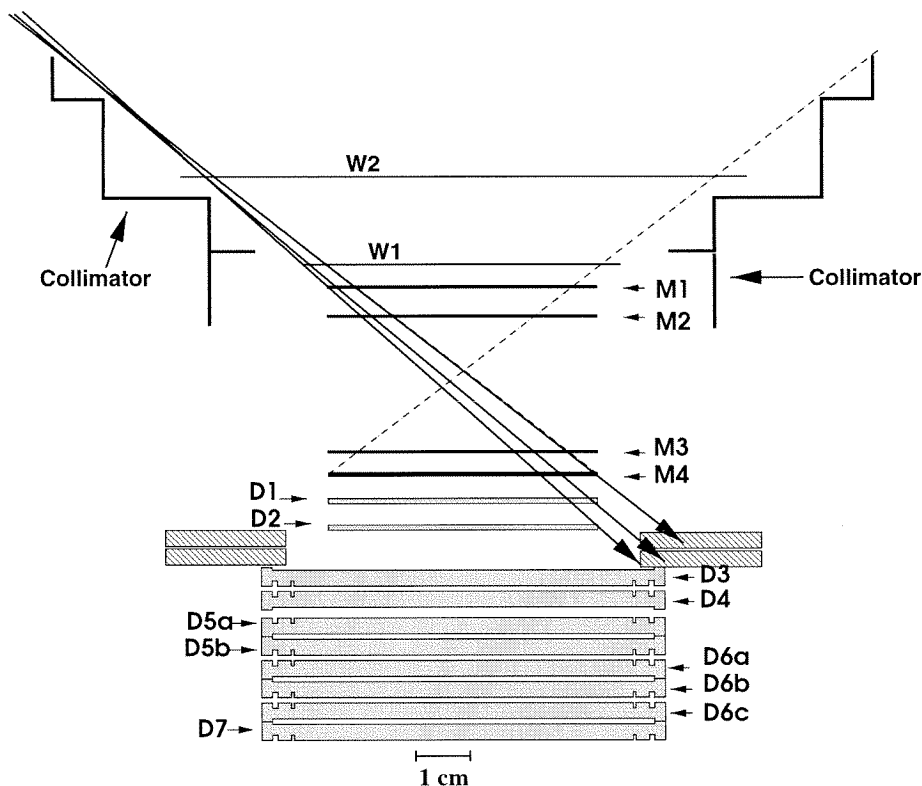 W2
W1
Collimator
Collimator
M1
M2
M3
M4
D1
D2
D3
D4
D5a
D5b
D6a
D6b
D6c
D7
1 cm